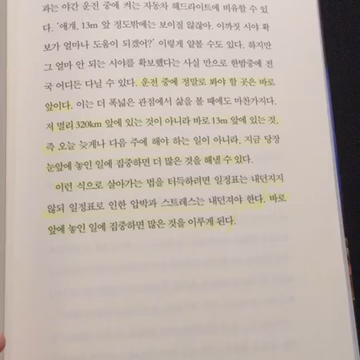 과는 야간 운전 중에 켜는 자동차 헤드라이트에 비유할 수 있
다. ‘애개, 13m 앞 정도밖에는 보이질 않잖아. 이까짓 시야 확
보가 얼마나 도움이 되겠어?’ 이렇게 얕볼 수도 있다. 하지만
그 얼마 안 되는 시야를 확보했다는 사실 만으로 한밤중에 전
국 어디든 다닐 수 있다. 운전 중에 정말로 봐야 할 곳은 바로
앞이다. 이는 더 폭넓은 관점에서 삶을 볼 때에도 마찬가지다.
저 멀리 320km 앞에 있는 것이 아니라 바로 13m 앞에 있는 것,
즉 오늘 늦게나 다음 주에 해야 하는 일이 아니라, 지금 당장
눈앞에 놓인 일에 집중하면 더 많은 것을 해낼 수 있다.
이런 식으로 살아가는 법을 터득하려면 일정표는 내던지지
않되 일정표로 인한 압박과 스트레스는 내던져야 한다. 바로
앞에 놓인 일에 집중하면 많은 것을 이루게 된다.